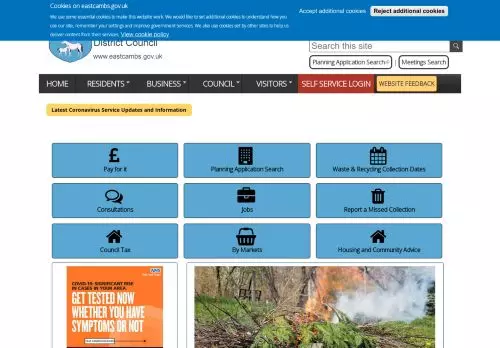 Cookies on eastcambs.gov.uk
We use some essential cookies to make this website work. We would like to set additional cookies to understand how you
use our site, remember your settings and improve government services. We also use cookies set by other sites to help us
deliver content from their services. View cookie policy
Accept additional cookies
Reject additional cookies
District Council
www.eastcambs.gov.uk
Search this site
Planning Application Search
| Meetings Search
HOME RESIDENTS BUSINESS COUNCIL VISITORS SELF SERVICE LOGIN WEBSITE FEEDBACK
Latest Coronavirus Service Updates and Information
Pay for it
Planning Application Search
Waste & Recycling Collection Dates
Consultations
Jobs
Report a Missed Collection
Council Tax
Ely Markets
Housing and Community Advice
NHS
COVID-19: SIGNIFICANT RISE
IN CASES IN YOUR AREA.
GET TESTED NOW
WHETHER YOU HAVE
SYMPTOMS OR NOT